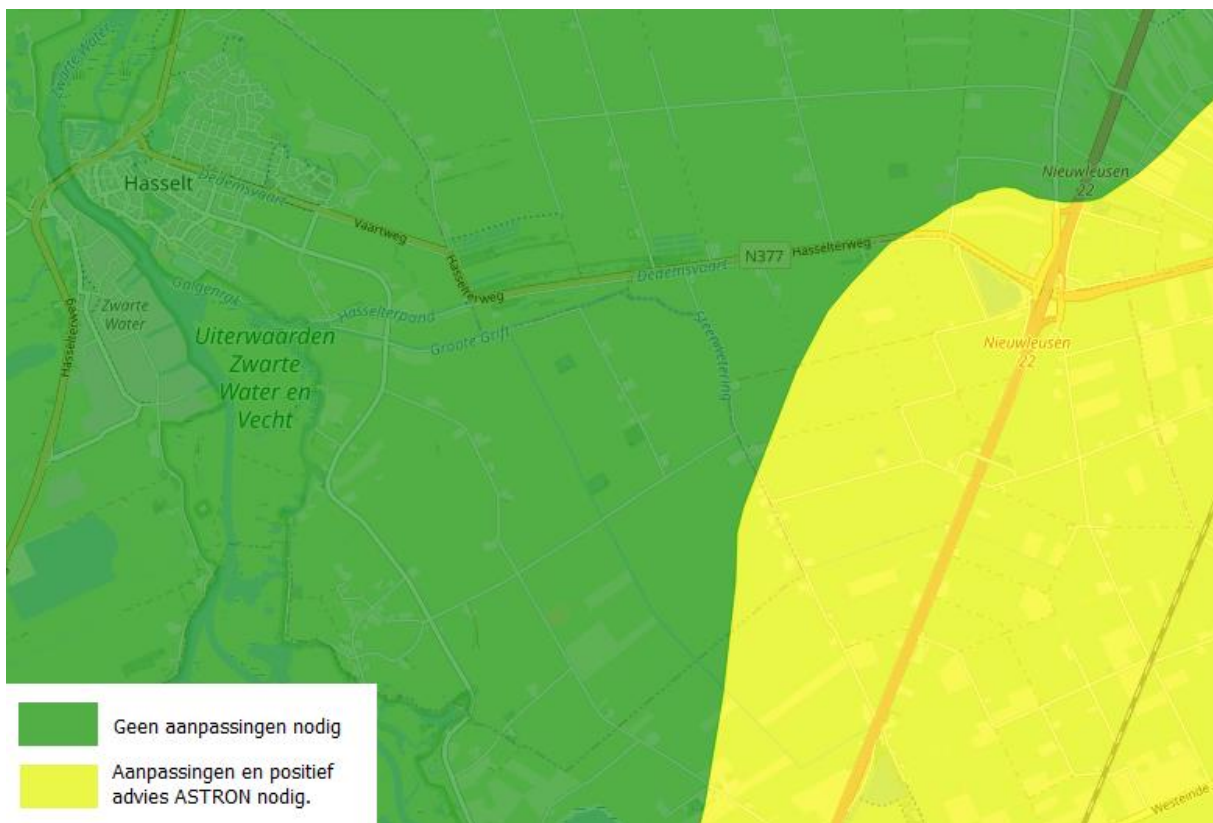 Zwarte Water
Hasselt
Dedemsvaart
Vaartweg
Nieuwleusen
22
Hasselterweg
N377
Hasselterweg
Dedemsvaart
Galgenrak
Zwarte
Water
Hasselterweg
Hasselterpand
Groote Grift
Steenwetering
Uiterwaarden
Zwarte
Water en
Vecht
Nieuwleusen
22
Westeinde
Geen aanpassingen nodig
Aanpassingen en positief
advies ASTRON nodig.